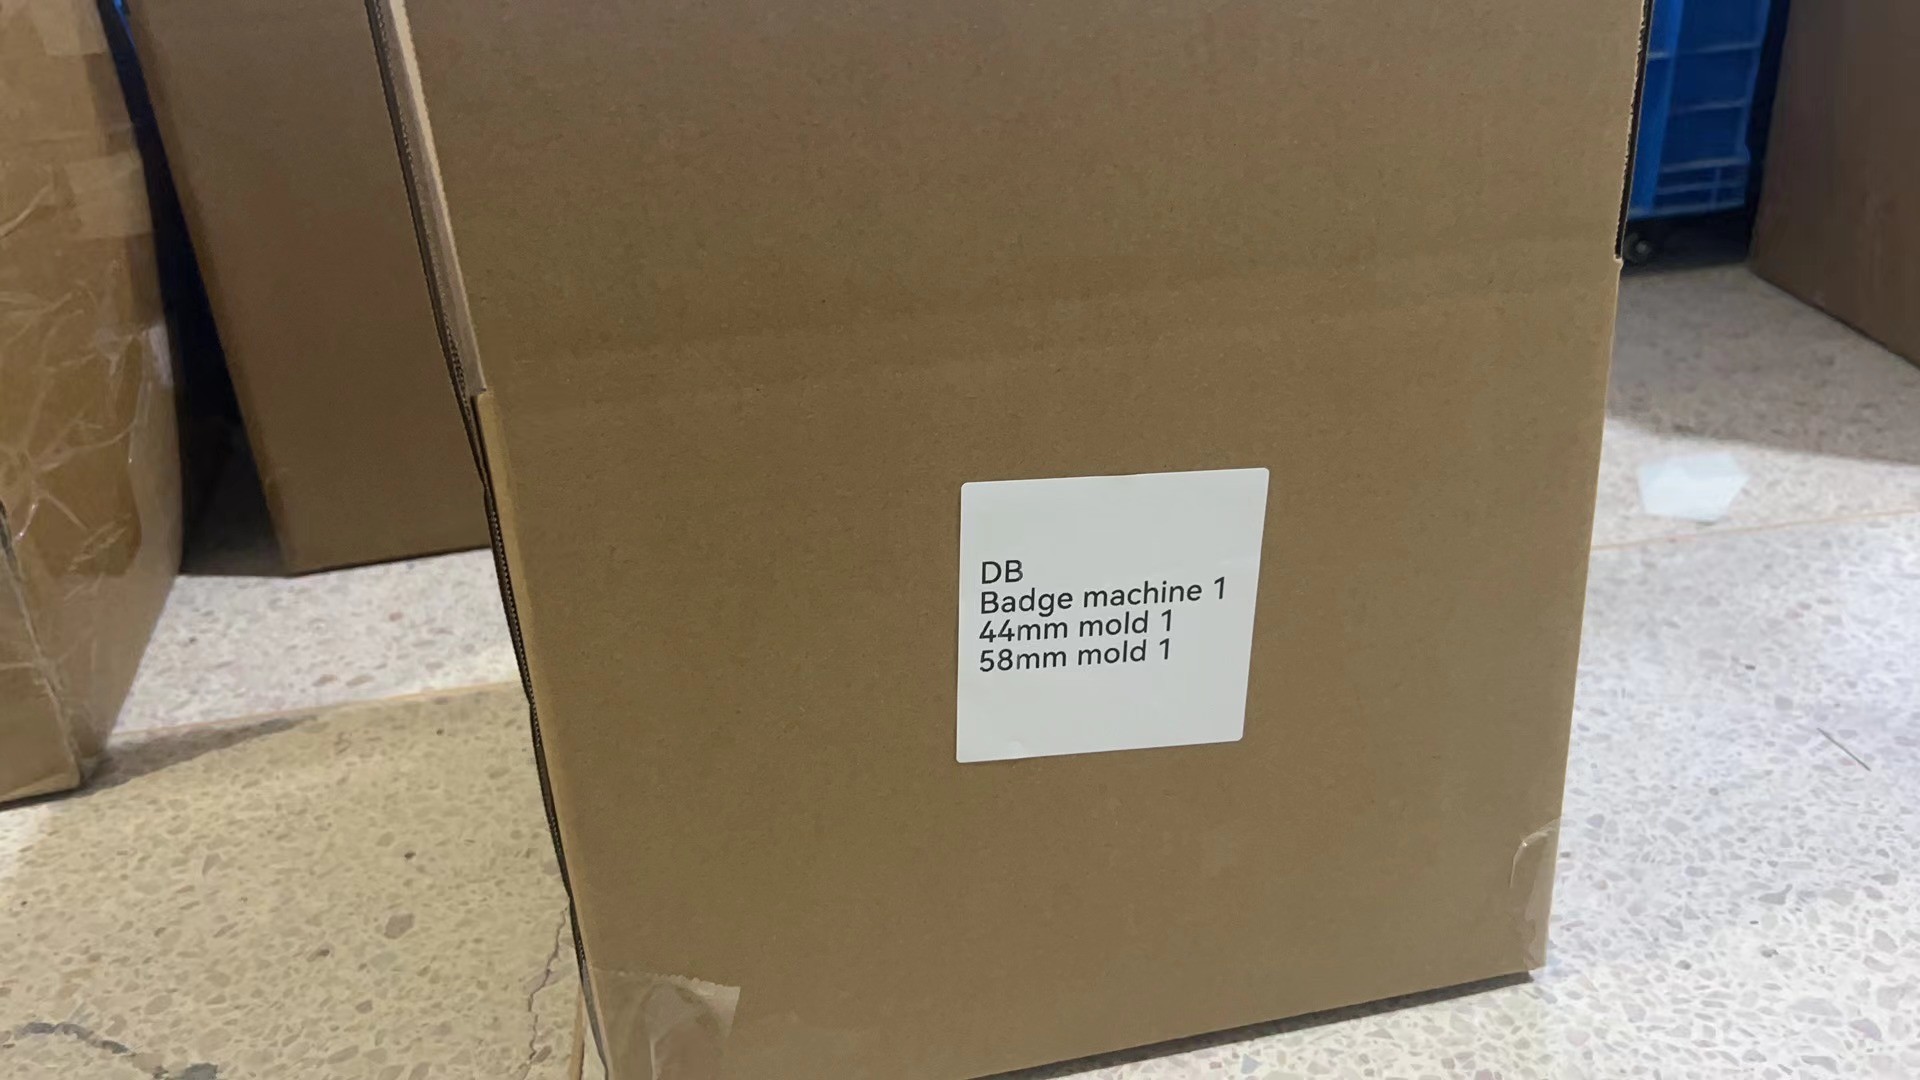 DB
Badge machine 1
44mm mold 1
58mm mold 1